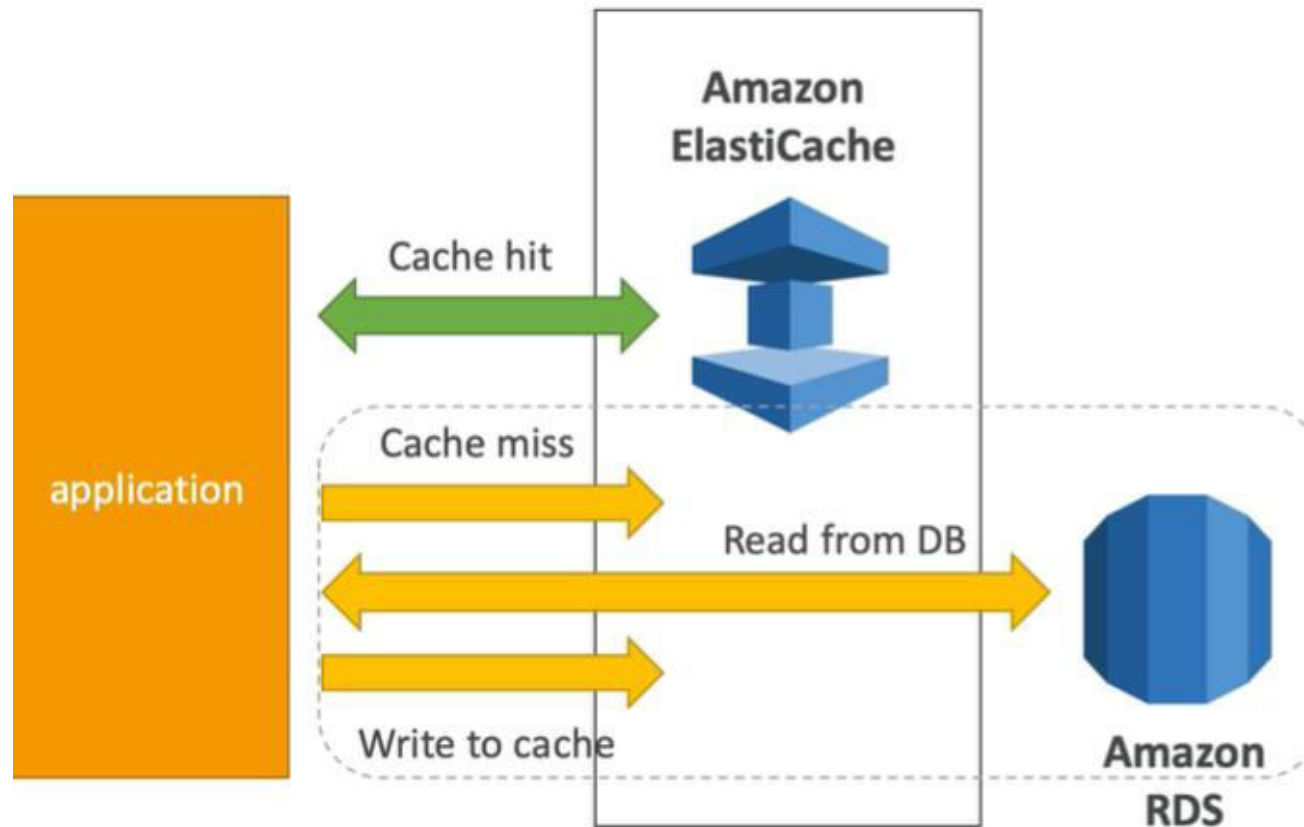 Amazon
ElastiCache
Cache hit
Cache miss
application
Read from DB
Write to cache
Amazon
RDS